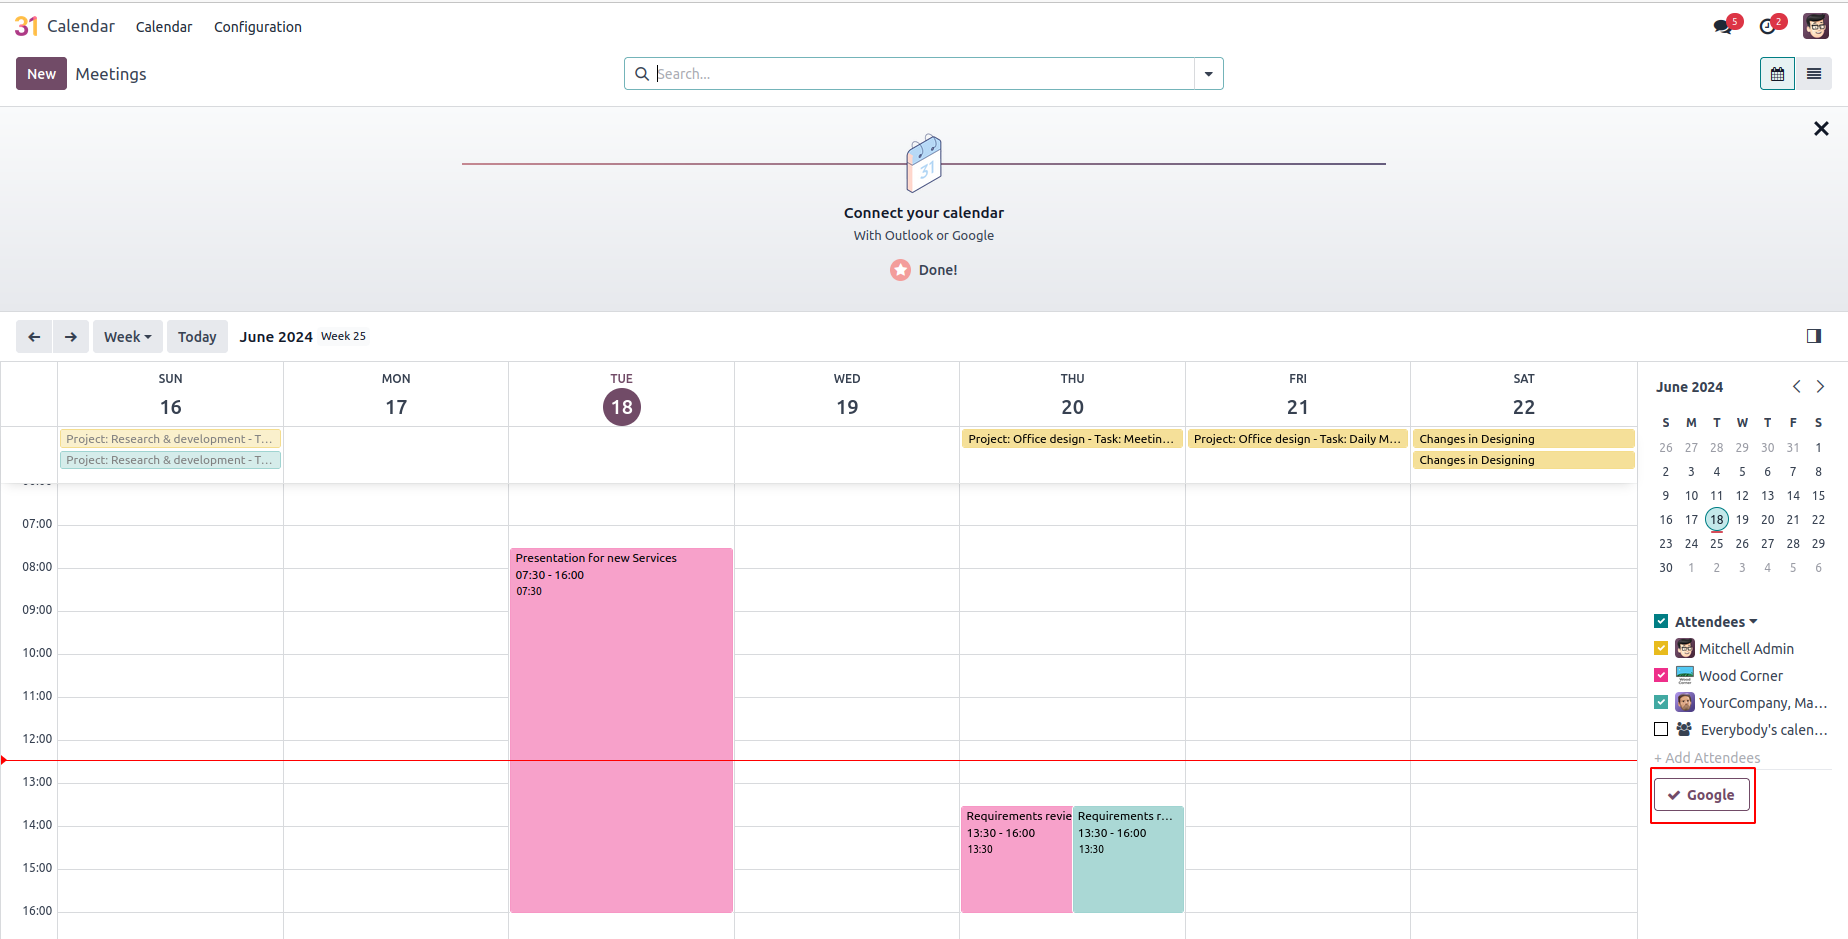 31 Calendar Calendar Configuration 5 2
New Meetings Search...
31
Connect your calendar
With Outlook or Google
Done!
Week Today June 2024 Week 25
SUN MON TUE WED THU FRI SAT
16 17 18 19 20 21 22
Project: Research & development - T...
Project: Research & development - T...
Project: Office design - Task: Meetin...
Project: Office design - Task: Daily M...
Changes in Designing
Changes in Designing
07:00
08:00
09:00
10:00
11:00
12:00
13:00
14:00
15:00
16:00
Presentation for new Services
07:30 - 16:00
07:30
Requirements revie
13:30 - 16:00
13:30
Requirements r...
13:30 - 16:00
13:30
June 2024
S M T W T F S
26 27 28 29 30 31 1
2 3 4 5 6 7 8
9 10 11 12 13 14 15
16 17 18 19 20 21 22
23 24 25 26 27 28 29
30 1 2 3 4 5 6
Attendees
Mitchell Admin
Wood Corner
YourCompany, Ma...
Everybody's calen...
+ Add Attendees
Google